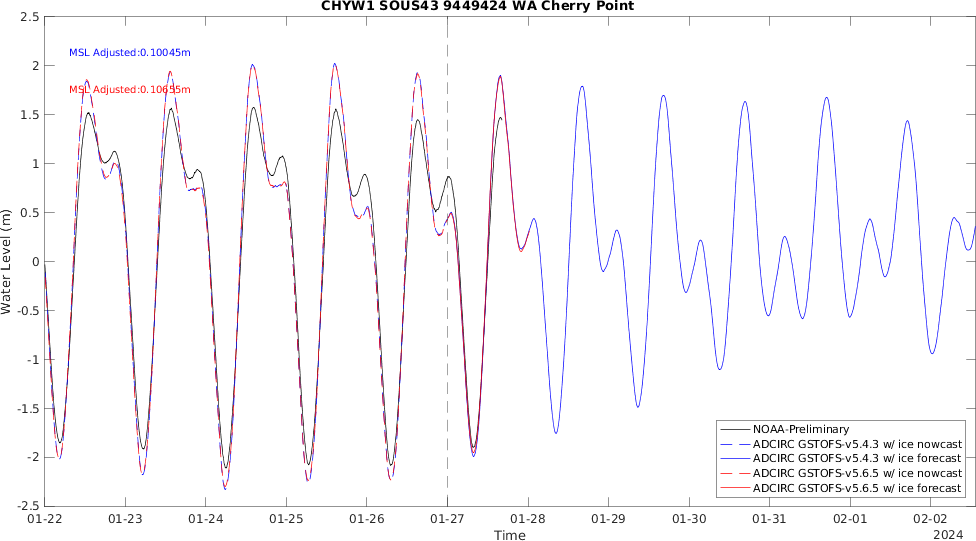 CHYW1 SOUS43 9449424 WA Cherry Point
2.5
2
1.5
1
0.5
0
-0.5
-1
-1.5
-2
-2.5
Water Level (m)
MSL Adjusted:0.10045m
MSL Adjusted:0.10655m
NOAA-Preliminary
ADCIRC GSTOFS-v5.4.3 w/ ice nowcast
ADCIRC GSTOFS-v5.4.3 w/ ice forecast
ADCIRC GSTOFS-v5.6.5 w/ ice nowcast
ADCIRC GSTOFS-v5.6.5 w/ ice forecast
01-22 01-23 01-24 01-25 01-26 01-27 01-28 01-29 01-30 01-31 02-01 02-02
Time
2024